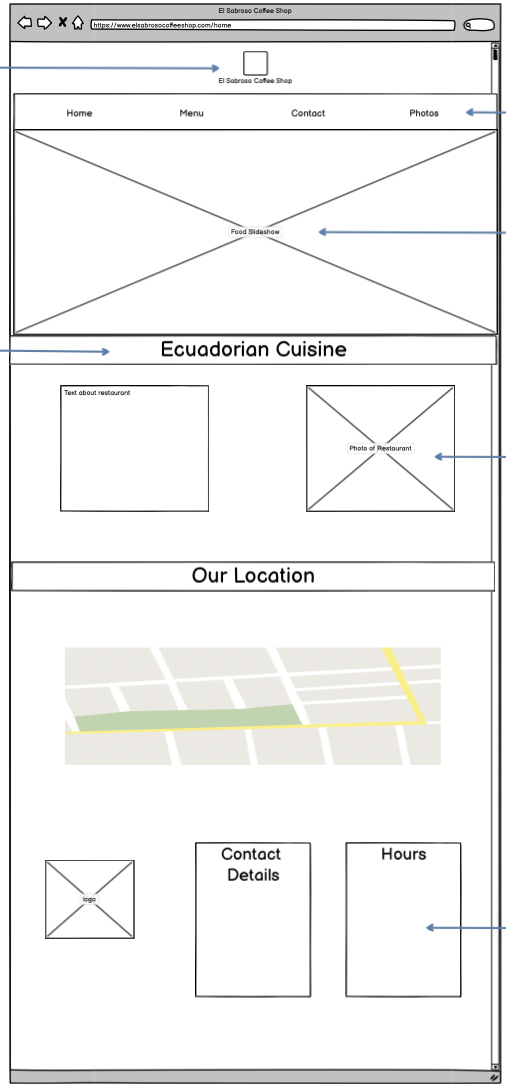 El Sabroso Coffee Shop
https://www.elsabrosocoffeeshop.com/home
El Sabroso Coffee Shop
Home Menu Contact Photos
Food Slideshow
Ecuadorian Cuisine
Text about restaurant
Photo of Restaurant
Our Location
Contact
Details
Hours
logo